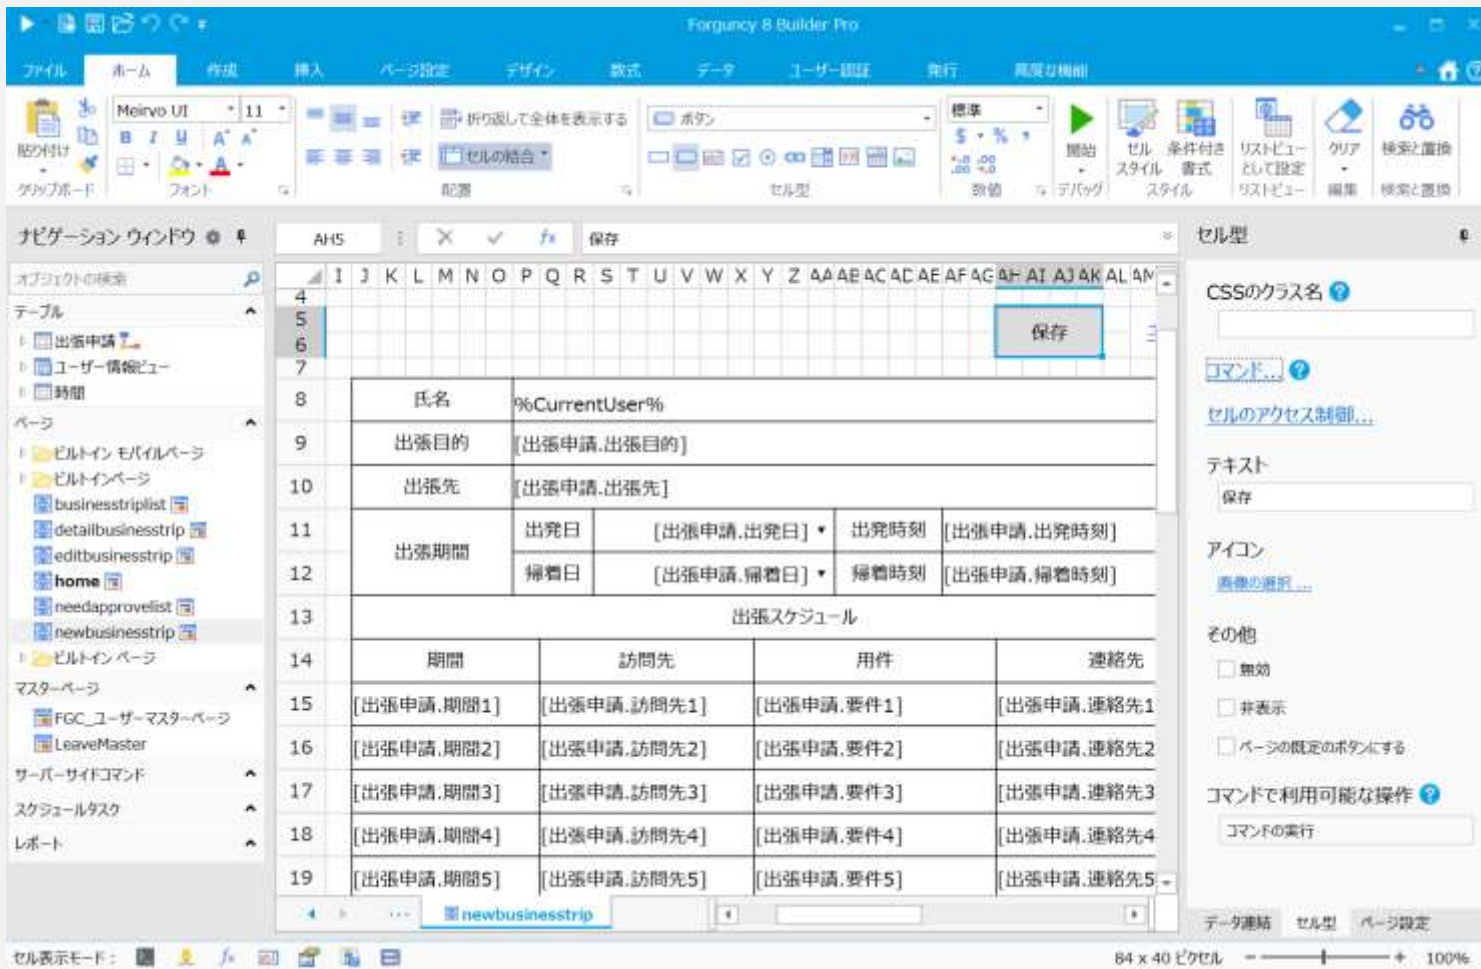 Forguncy 8 Builder Pro
ファイル ホーム 作成 挿入 ページ設定 デザイン 数式 データ ユーザー認証 発行 高度な機能
貼り付け
Meirvo UI 11
B I U A A
折り返して全体を表示する
セルの結合
ボタン
標準
$ % ,
開始
セル スタイル
条件付き 書式
リストビュー として設定
クリア
検索と置換
クリップボード フォント 配置 セル型 数値 デバッグ スタイル リストビュー 編集 検索と置換
ナビゲーション ウィンドウ
AH5 fx 保存
セル型
オブジェクトの検索
テーブル
出張申請
ユーザー情報ビュー
時間
ページ
ビルトイン モバイルページ
ビルトインページ
businesstriplist
detailbusinesstrip
editbusinesstrip
home
needapprovelist
newbusinesstrip
ビルトイン ページ
マスターページ
FGC_ユーザーマスターページ
LeaveMaster
サーバーサイドコマンド
スケジュールタスク
レポート
I J K L M N O P Q R S T U V W X Y Z AA AB AC AD AE AF AG AH AI AJ AK AL AM
4
5
保存
6
7
8 氏名 %CurrentUser%
9 出張目的 [出張申請.出張目的]
10 出張先 [出張申請.出張先]
11 出張期間 出発日 [出張申請.出発日] 出発時刻 [出張申請.出発時刻]
12 帰着日 [出張申請.帰着日] 帰着時刻 [出張申請.帰着時刻]
13 出張スケジュール
14 期間 訪問先 用件 連絡先
15 [出張申請.期間1] [出張申請.訪問先1] [出張申請.要件1] [出張申請.連絡先1
16 [出張申請.期間2] [出張申請.訪問先2] [出張申請.要件2] [出張申請.連絡先2
17 [出張申請.期間3] [出張申請.訪問先3] [出張申請.要件3] [出張申請.連絡先3
18 [出張申請.期間4] [出張申請.訪問先4] [出張申請.要件4] [出張申請.連絡先4
19 [出張申請.期間5] [出張申請.訪問先5] [出張申請.要件5] [出張申請.連絡先5
newbusinesstrip
CSSのクラス名
コマンド...
セルのアクセス制御...
テキスト
保存
アイコン
画像の選択 ...
その他
無効
非表示
ページの既定のボタンにする
コマンドで利用可能な操作
コマンドの実行
データ連結 セル型 ページ設定
セル表示モード：
84 x 40 ピクセル
100%